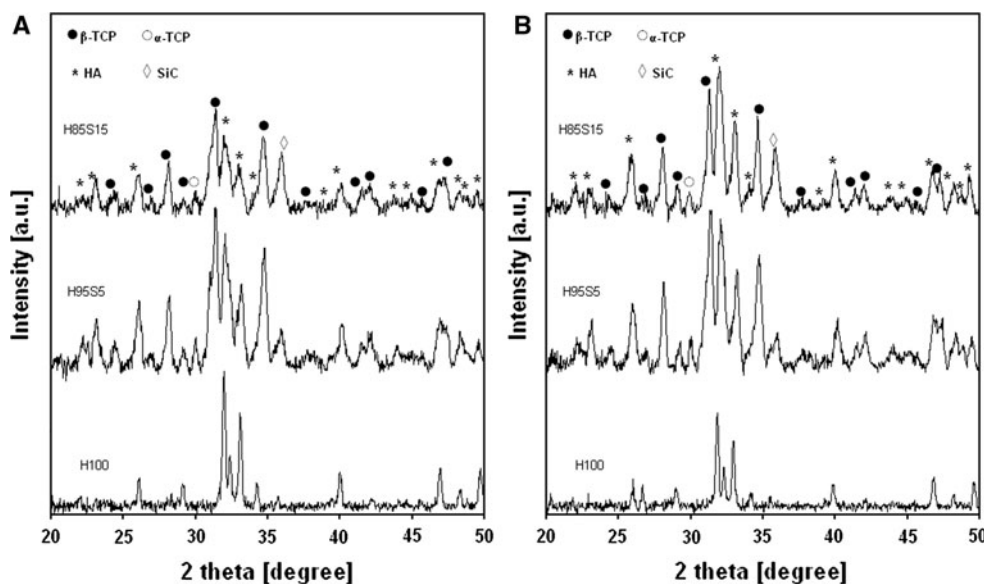 A
● β-TCP ○ α-TCP
* HA ◊ SiC
H85S15
H95S5
H100
Intensity [a.u.]
20 25 30 35 40 45 50
2 theta [degree]
B
● β-TCP ○ α-TCP
* HA ◊ SiC
H85S15
H95S5
H100
Intensity [a.u.]
20 25 30 35 40 45 50
2 theta [degree]